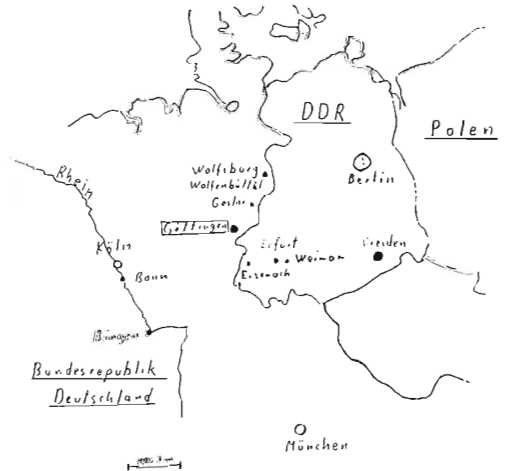 DDR
Polen
Rhein
Wolfsburg
Wolfenbüttel
Berlin
Goslar
Göttingen
Köln
Erfurt
Weimar
Dresden
Eisenach
Bonn
Bundesrepublik
Deutschland
München